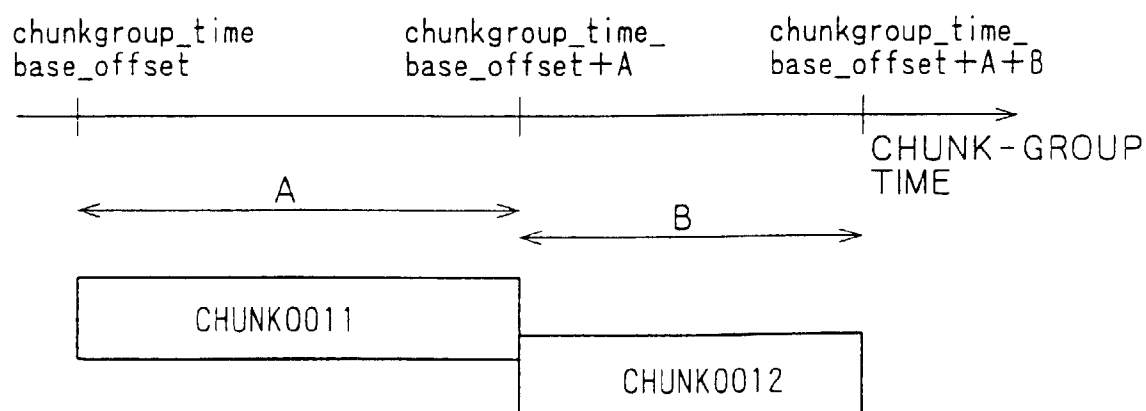 chunkgroup_time
base_offset
chunkgroup_time_
base_offset+A
chunkgroup_time_
base_offset+A+B
CHUNK-GROUP
TIME
A
B
CHUNK0011
CHUNK0012